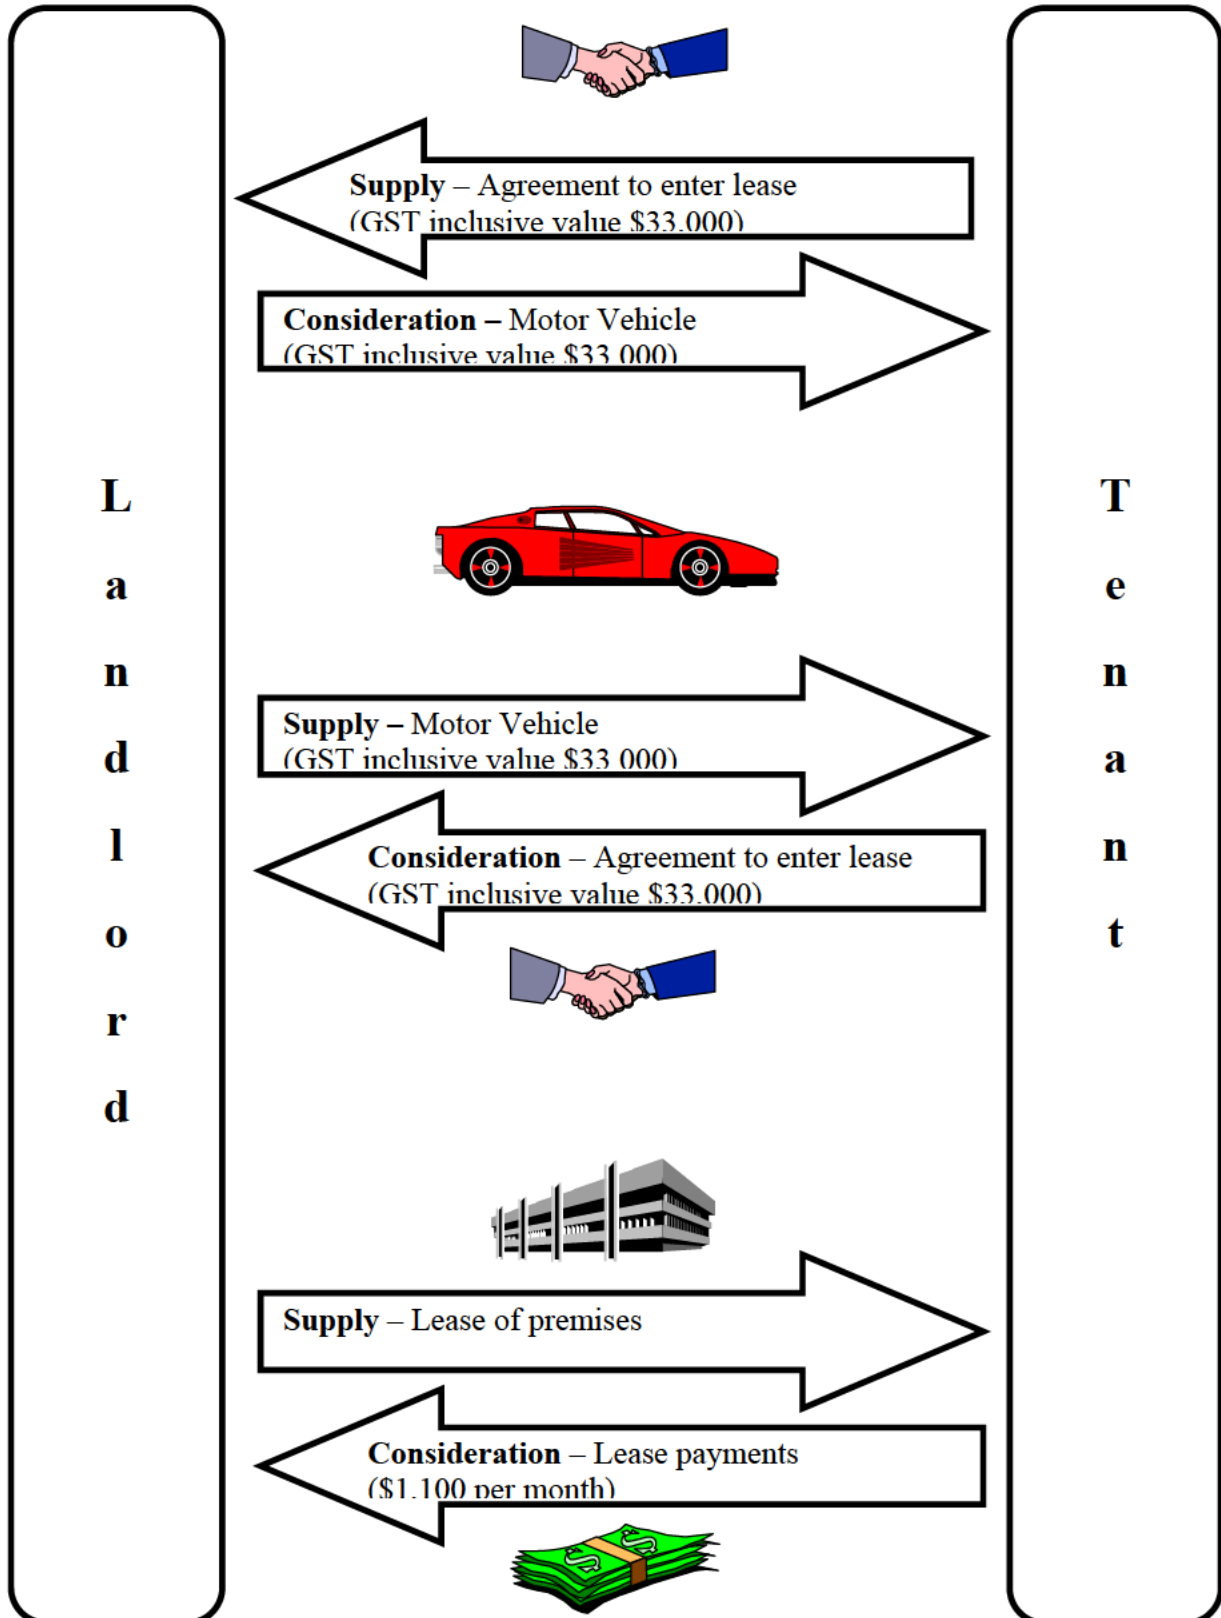 Supply – Agreement to enter lease
(GST inclusive value $33,000)
Consideration – Motor Vehicle
(GST inclusive value $33,000)
Landlord
Tenant
Supply – Motor Vehicle
(GST inclusive value $33,000)
Consideration – Agreement to enter lease
(GST inclusive value $33,000)
Supply – Lease of premises
Consideration – Lease payments
($1,100 per month)